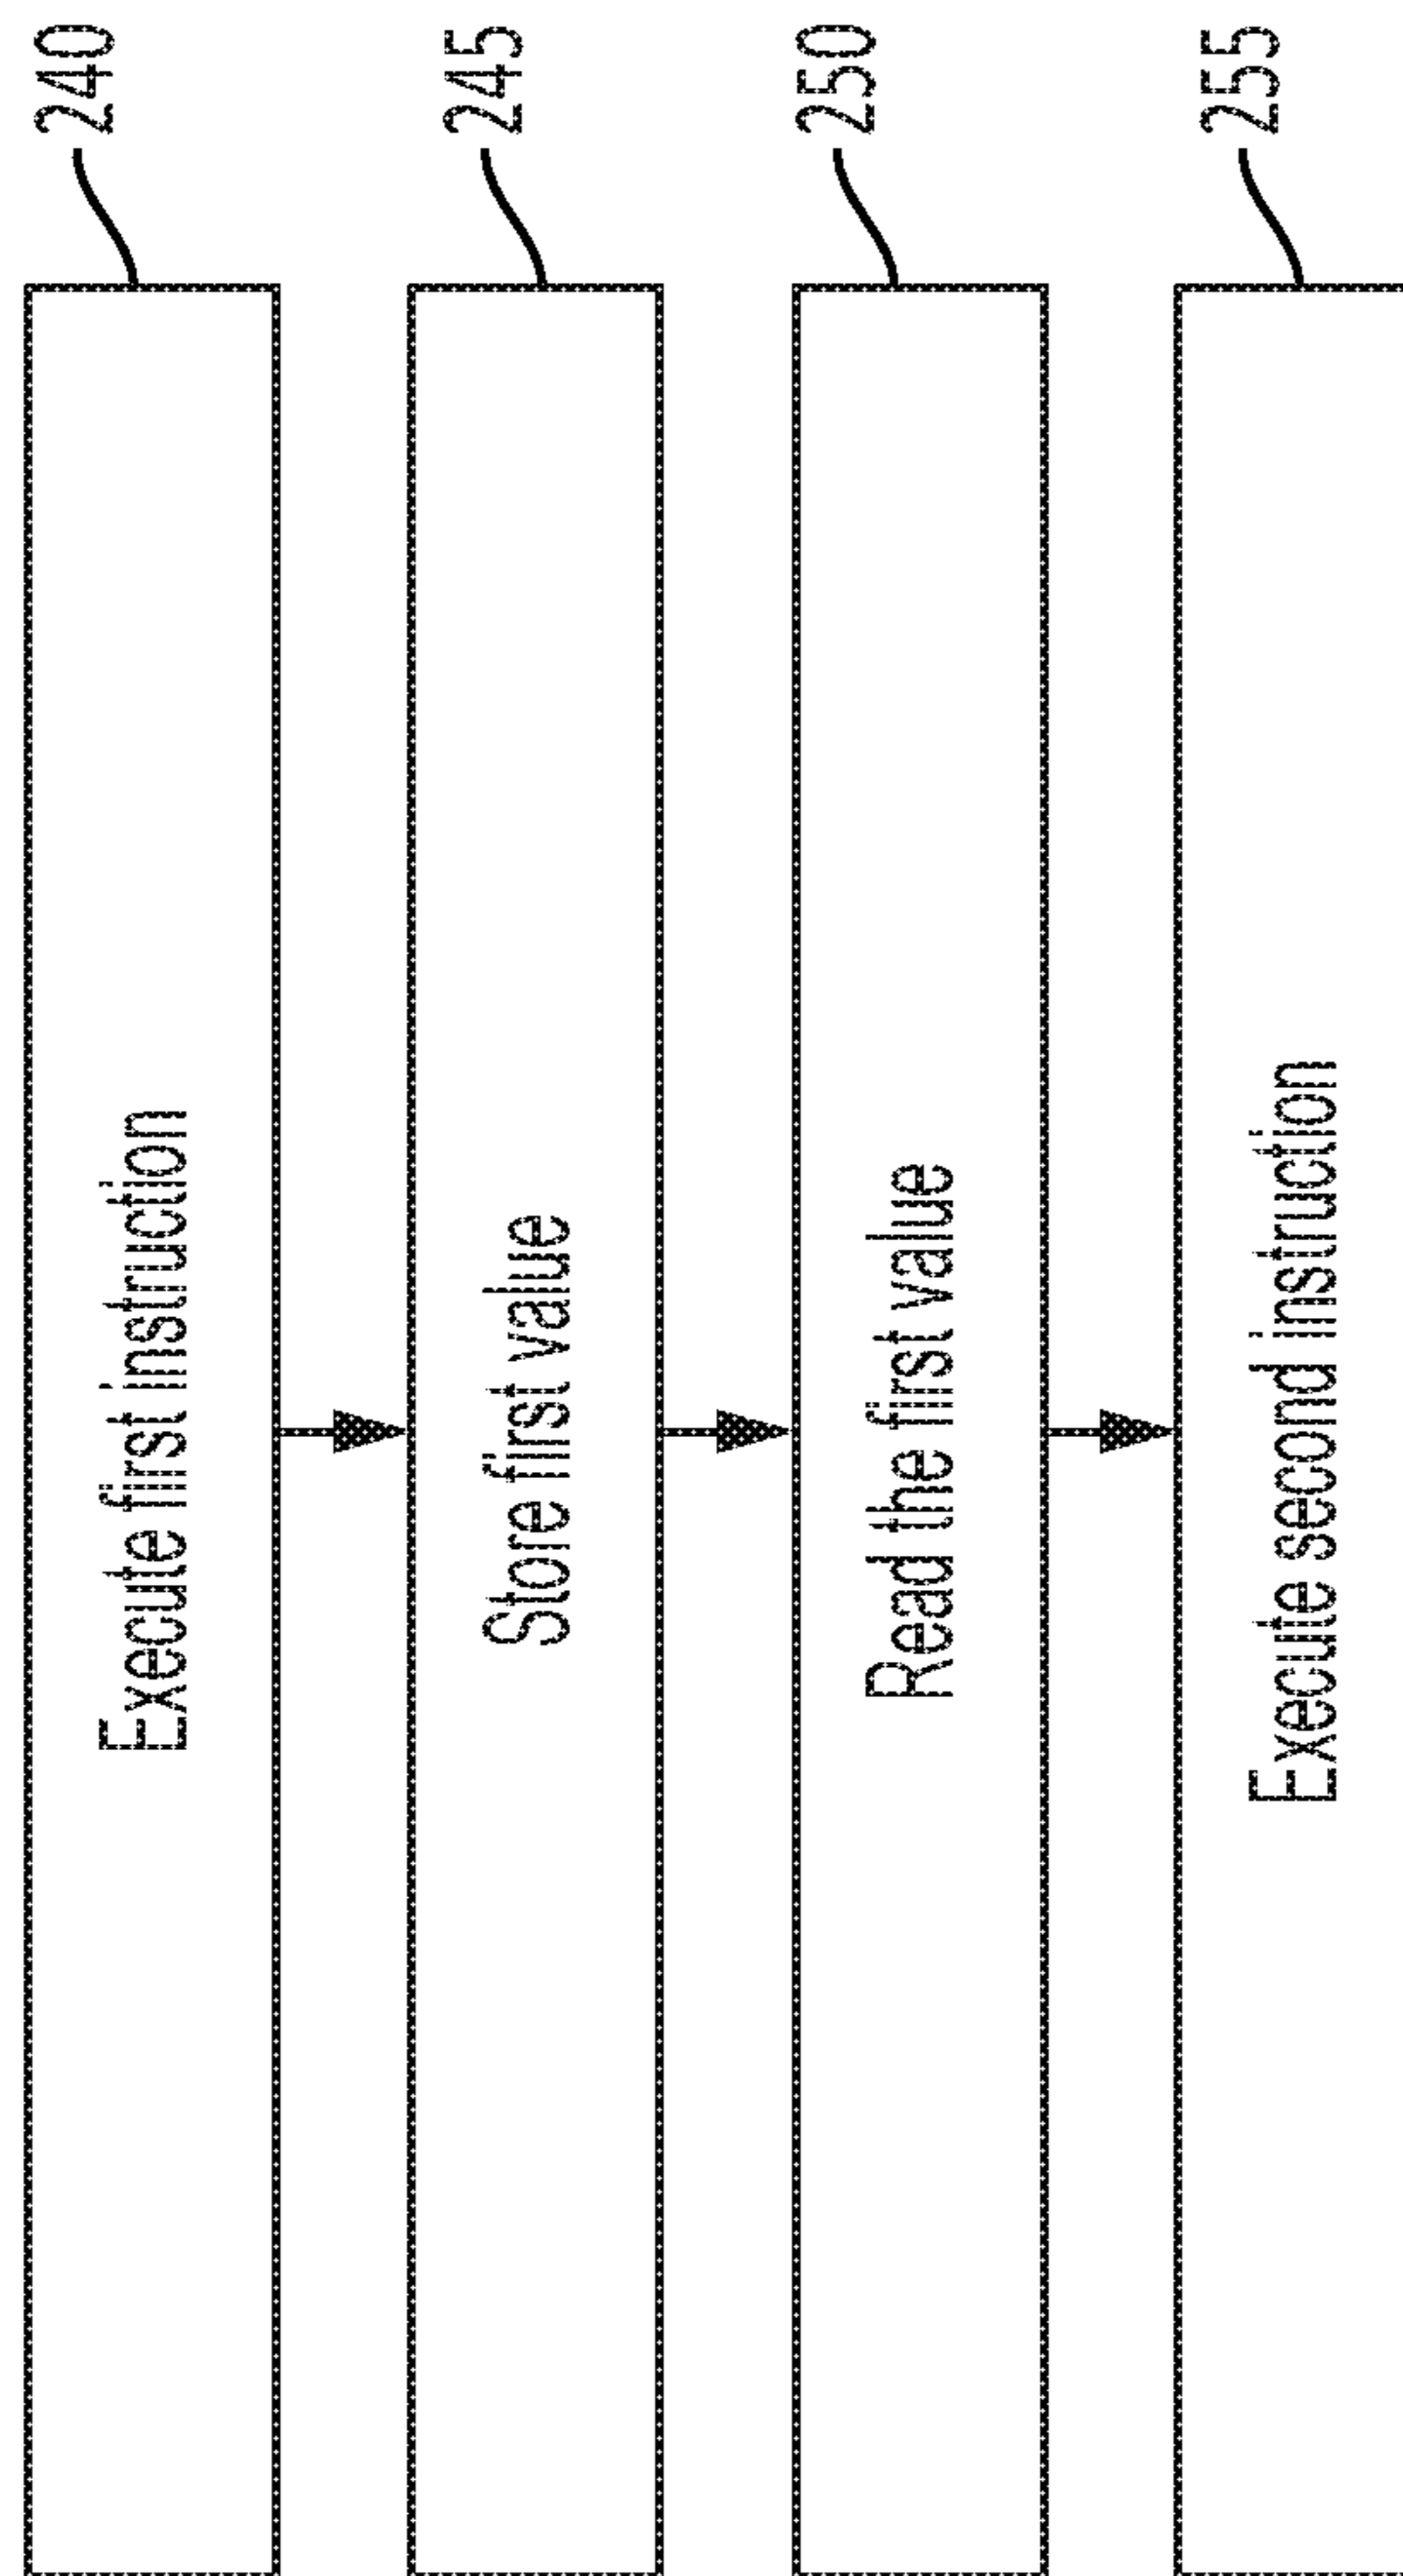 240
Execute first instruction
245
Store first value
250
Read the first value
255
Execute second instruction